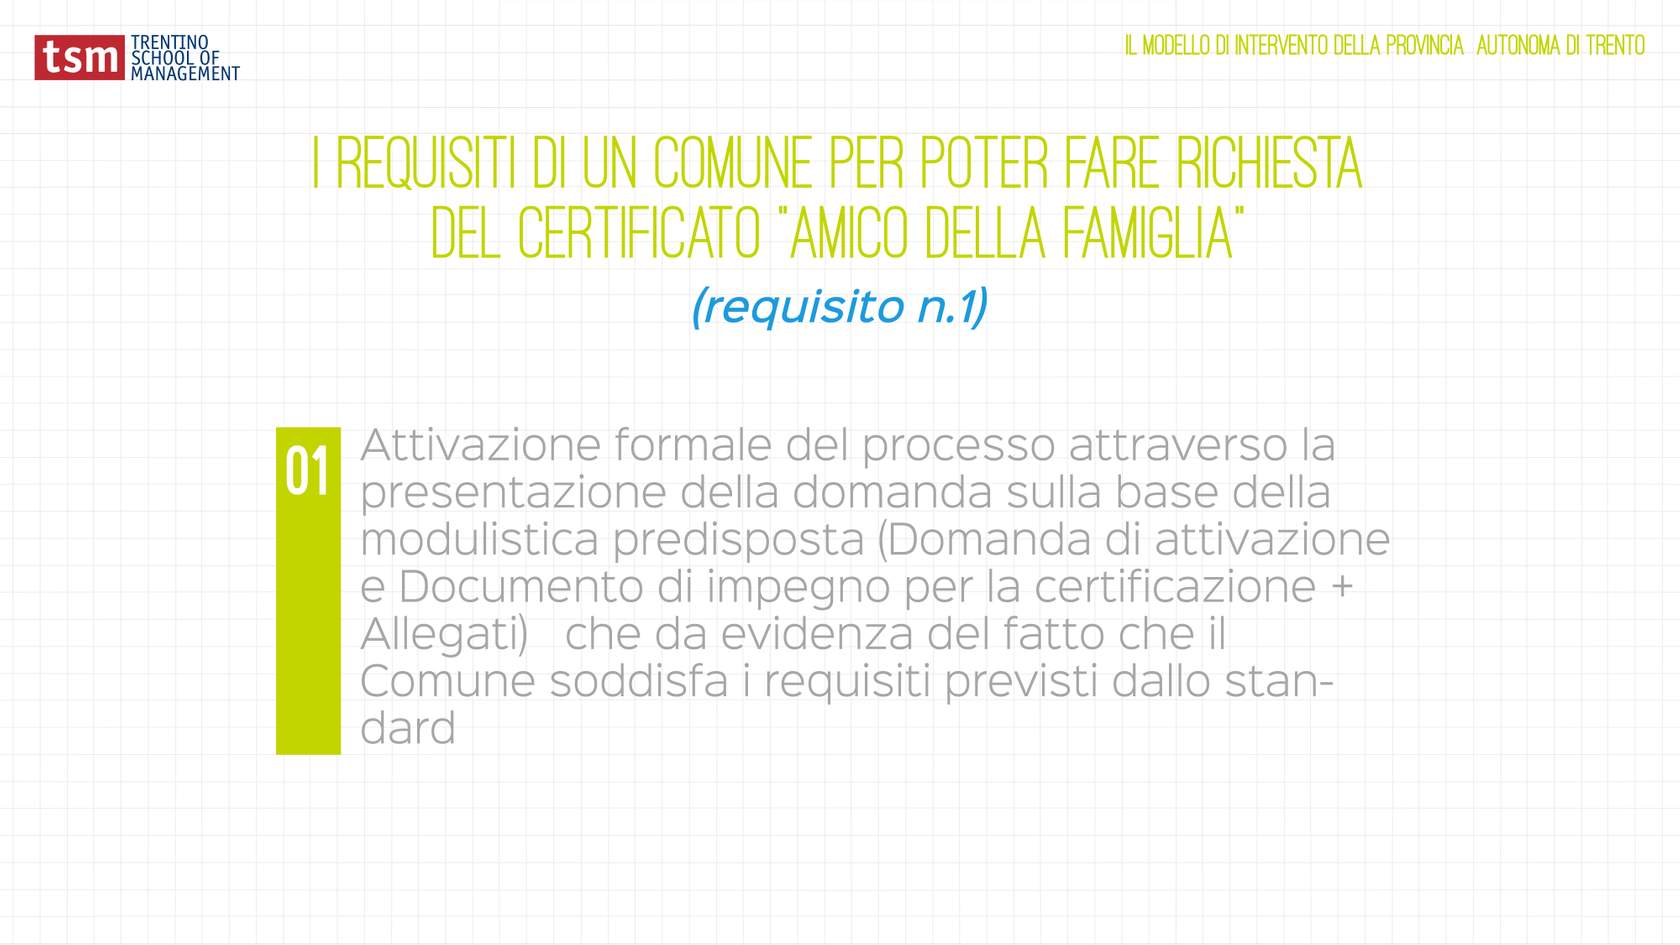 tsm TRENTINO
SCHOOL OF
MANAGEMENT
IL MODELLO DI INTERVENTO DELLA PROVINCIA AUTONOMA DI TRENTO
I REQUISITI DI UN COMUNE PER POTER FARE RICHIESTA
DEL CERTIFICATO "AMICO DELLA FAMIGLIA"
(requisito n.1)
01
Attivazione formale del processo attraverso la
presentazione della domanda sulla base della
modulistica predisposta (Domanda di attivazione
e Documento di impegno per la certificazione +
Allegati) che da evidenza del fatto che il
Comune soddisfa i requisiti previsti dallo stan-
dard